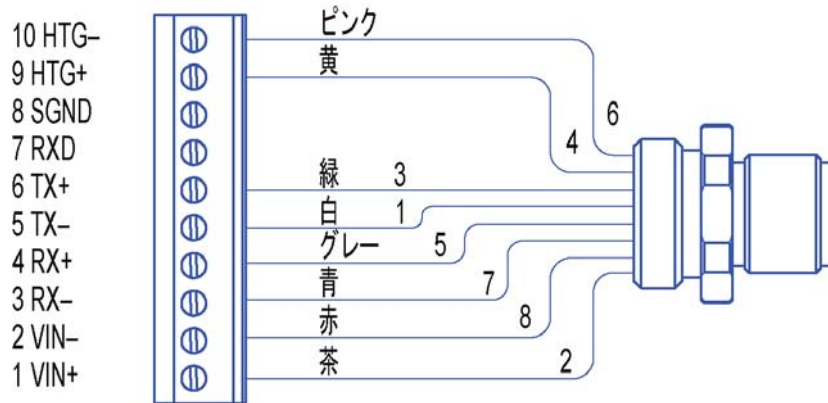 10 HTG–
9 HTG+
8 SGND
7 RXD
6 TX+
5 TX–
4 RX+
3 RX–
2 VIN–
1 VIN+
ピンク
黄
6
4
緑 3
白 1
グレー 5
青 7
赤 8
茶 2